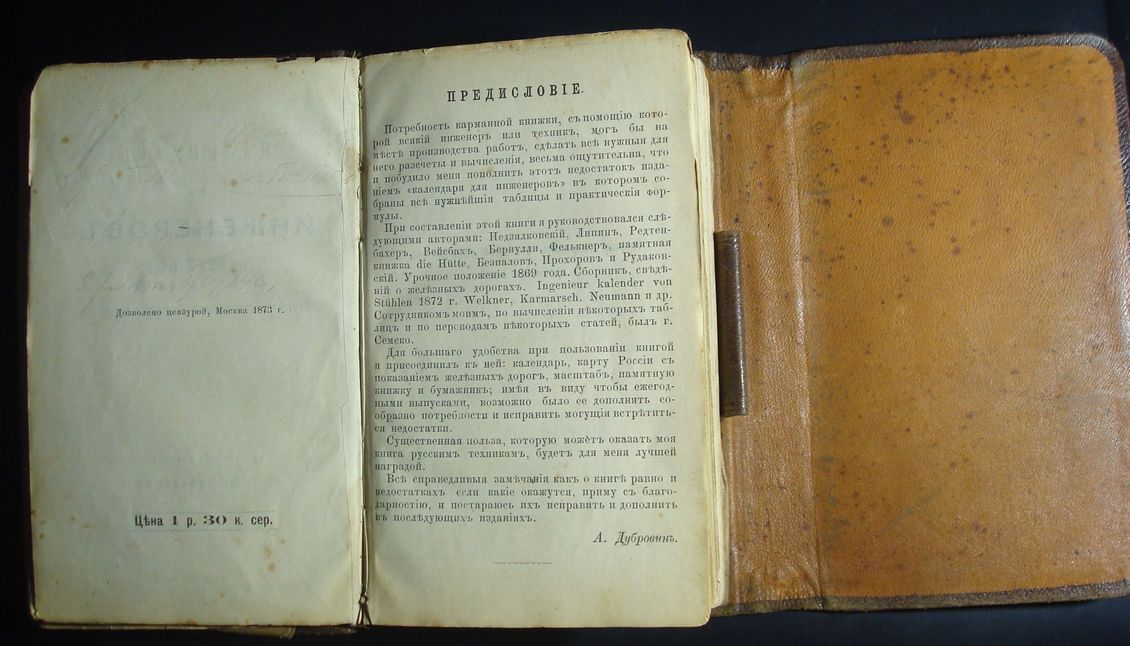 ИНЖЕНЕРОВЪ
Дозволено цензурой, Москва 1873 г.
Цѣна 1 р. 30 к. сер.
ПРЕДИСЛОВІЕ.
Потребность карманной книжки, съ помощію кото-
рой всякій инженеръ или техникъ, могъ бы на
мѣстѣ производства работъ, сдѣлать всѣ нужныя для
него разсчеты и вычисленія, весьма ощутительна, что
и побудило меня пополнить этотъ недостатокъ изда-
ніемъ «календаря для инженеровъ» въ которомъ со-
браны всѣ нужнѣйшія таблицы и практическія фор-
мулы.
При составленіи этой книги я руководствовался слѣ-
дующими авторами: Недзялковскій, Липинъ, Редтен-
бахеръ, Вейсбахъ, Бернулли, Фелькнеръ, памятная
книжка die Hütte, Безпаловъ, Прохоровъ и Рудаков-
скій. Урочное положеніе 1869 года. Сборникъ, свѣдѣ-
ній о желѣзныхъ дорогахъ. Ingenieur kalender von
Stühlen 1872 г. Welkner, Karmarsch. Neumann и др.
Сотрудникомъ моимъ, по вычисленіи нѣкоторыхъ таб-
лицъ и по переводамъ нѣкоторыхъ статей, былъ г.
Семеко.
Для большаго удобства при пользованіи книгой
я присоединилъ къ ней: календарь, карту Россіи съ
показаніемъ желѣзныхъ дорогъ, масштабъ, памятную
книжку и бумажникъ; имѣя въ виду чтобы ежегод-
ными выпусками, возможно было ее дополнять со-
образно потребности и исправить могущія встрѣтить-
ся недостатки.
Существенная польза, которую можетъ оказать моя
книга русскимъ техникамъ, будетъ для меня лучшей
наградой.
Всѣ справедливыя замѣчанія какъ о книгѣ равно и
недостаткахъ если какіе окажутся, приму съ благо-
дарностію, и постараюсь ихъ исправить и дополнить
въ послѣдующихъ изданіяхъ.
А. Дубровинъ.